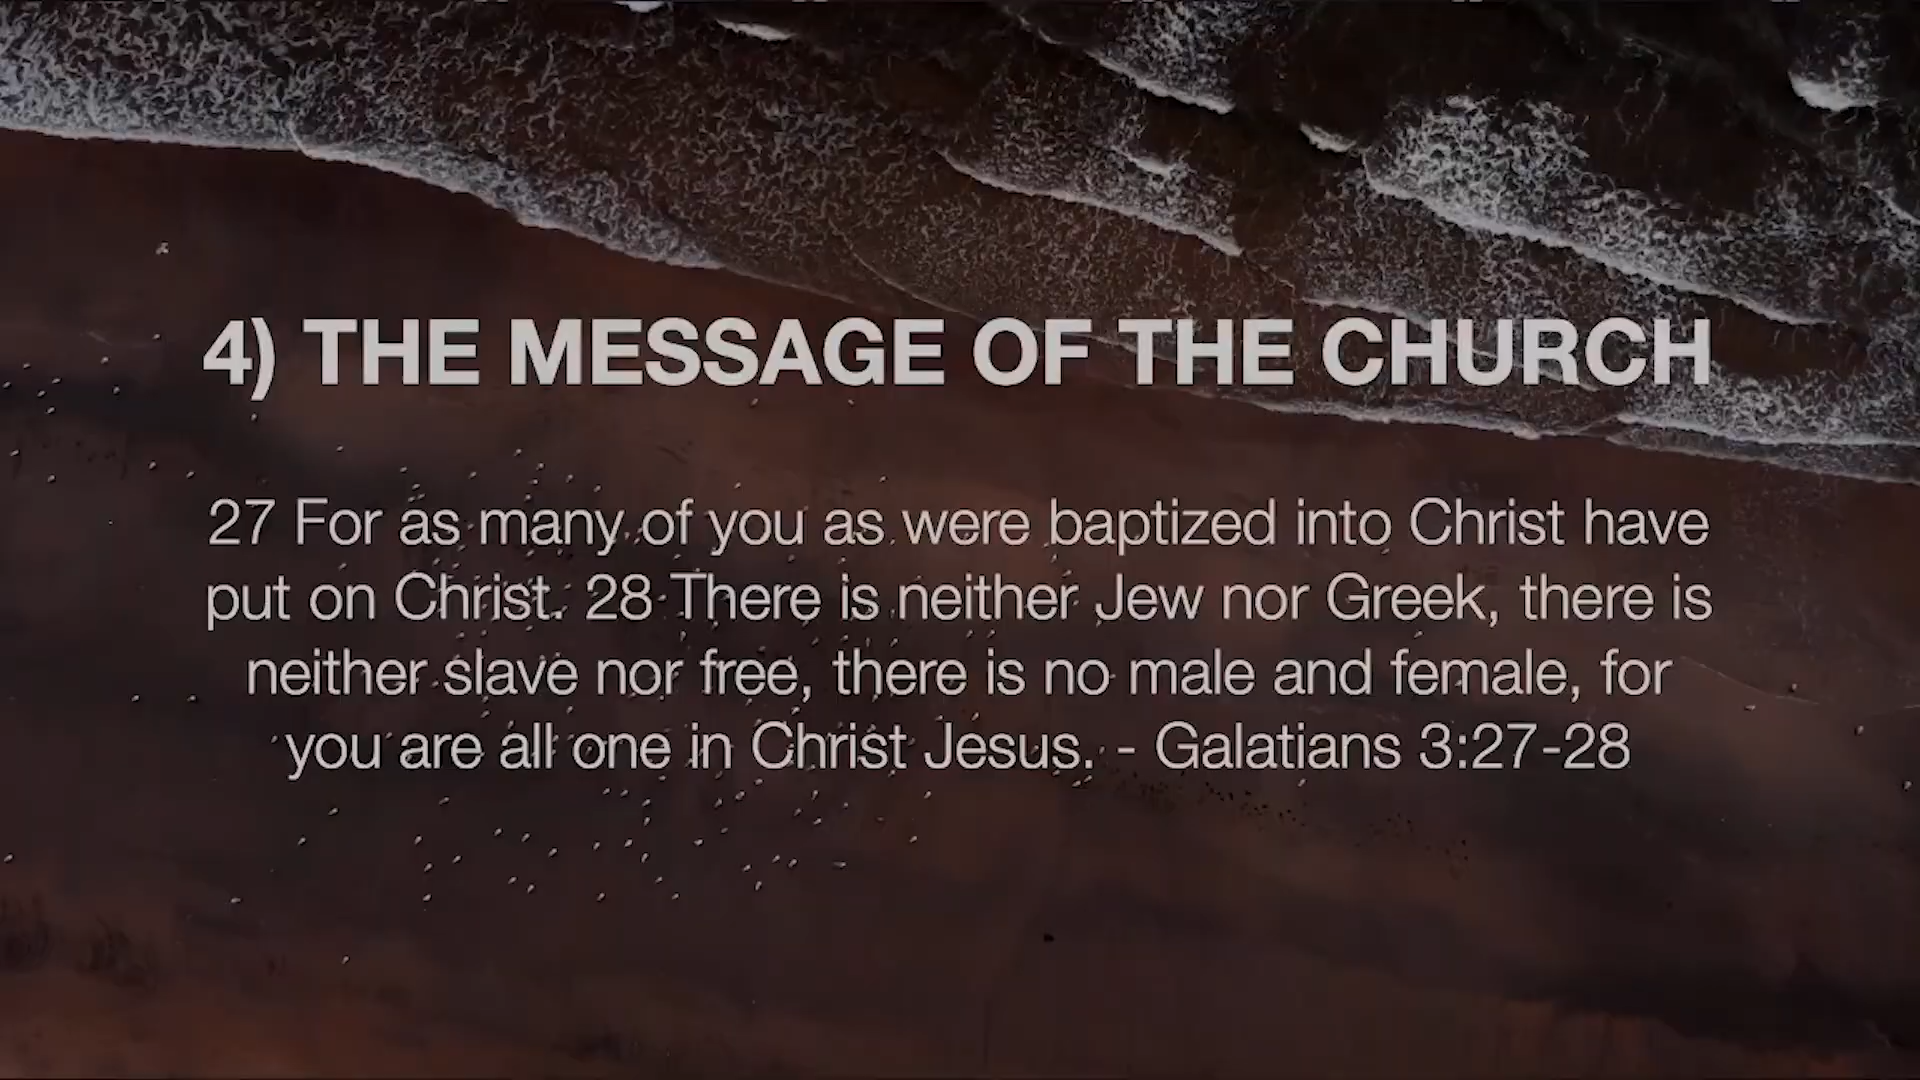 4) THE MESSAGE OF THE CHURCH
27 For as many of you as were baptized into Christ have
put on Christ. 28 There is neither Jew nor Greek, there is
neither slave nor free, there is no male and female, for
you are all one in Christ Jesus. - Galatians 3:27-28